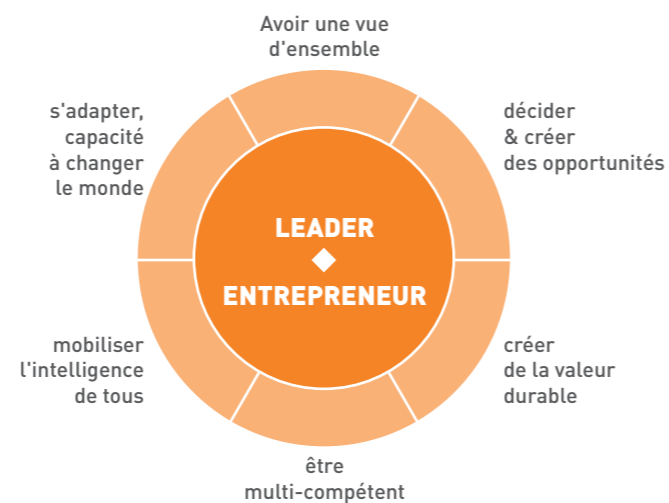 Avoir une vue
d'ensemble
décider
& créer
des opportunités
créer
de la valeur
durable
être
multi-compétent
mobiliser
l'intelligence
de tous
s'adapter,
capacité
à changer
le monde
LEADER
ENTREPRENEUR